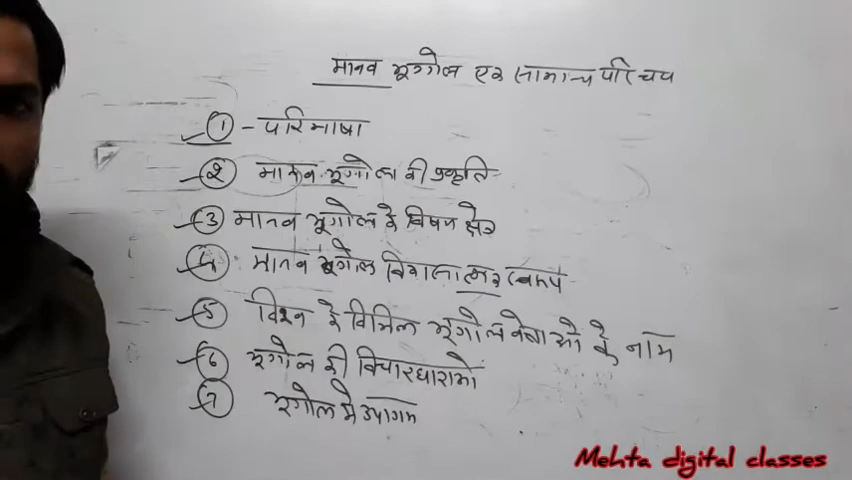 मानव भूगोल एक सामान्य परिचय
① - परिभाषा
② मानव भूगोल की प्रकृति
③ मानव भूगोल के विषय क्षेत्र
④ मानव भूगोल विकासात्मक स्वरूप
⑤ विश्व के विभिन्न भूगोल वेत्ताओं के नाम
⑥ भूगोल की विचारधाराओं
⑦ भूगोल में उपागम
Mehta digital classes